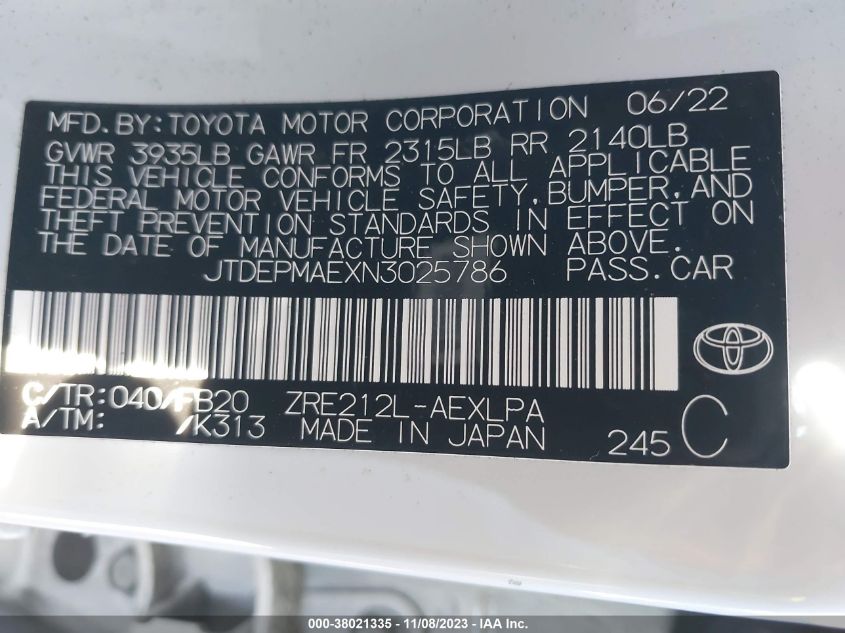 MFD. BY: TOYOTA MOTOR CORPORATION 06/22
GVWR 3935LB GAWR FR 2315LB RR 2140LB
THIS VEHICLE CONFORMS TO ALL APPLICABLE
FEDERAL MOTOR VEHICLE SAFETY, BUMPER, AND
THEFT PREVENTION STANDARDS IN EFFECT ON
THE DATE OF MANUFACTURE SHOWN ABOVE.
JTDEPMAEXN3025786 PASS.CAR
C/TR: 040/FB20 ZRE212L-AEXLPA
A/TM: /K313 MADE IN JAPAN 245 C
000-38021335 - 11/08/2023 - IAA Inc.